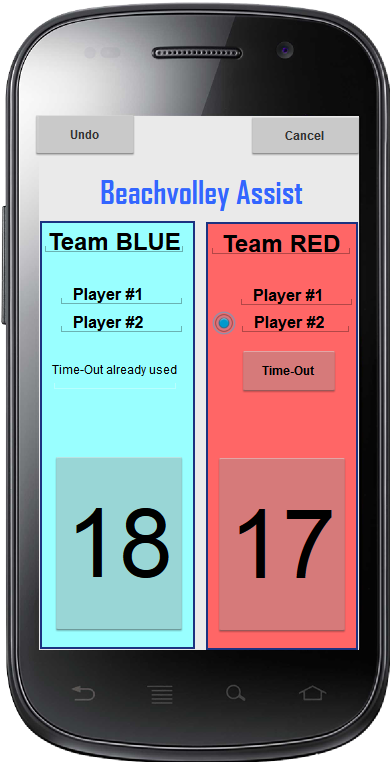 Undo
Cancel
Beachvolley Assist
Team BLUE
Team RED
Player #1
Player #1
Player #2
Player #2
Time-Out already used
Time-Out
18
17